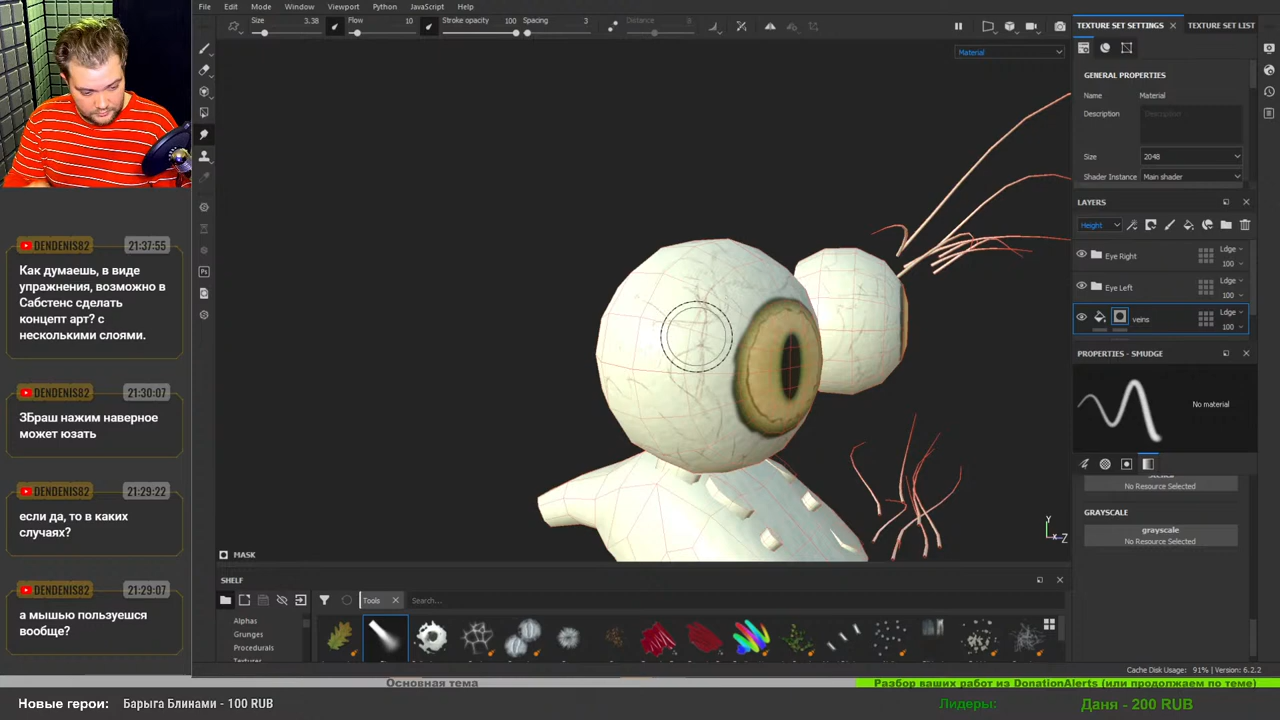 File Edit Mode Window Viewport Python JavaScript Help
Size 3.38 Flow 10 Stroke opacity 100 Spacing 3 Distance
Material
TEXTURE SET SETTINGS TEXTURE SET LIST
GENERAL PROPERTIES
Name Material
Description Description
Size 2048
Shader Instance Main shader
LAYERS
Height
Eye Right Ldge 100
Eye Left Ldge 100
veins Ldge 100
PROPERTIES - SMUDGE
No material
No Resource Selected
GRAYSCALE
grayscale
No Resource Selected
DENDENIS82 21:37:55
Как думаешь, в виде
упражнения, возможно в
Сабстенс сделать
концепт арт? с
несколькими слоями.
DENDENIS82 21:30:07
ЗБраш нажим наверное
может юзать
DENDENIS82 21:29:22
если да, то в каких
случаях?
DENDENIS82 21:29:07
а мышью пользуешся
вообще?
Ps
Y
Z
MASK
SHELF
Tools Search...
Alphas
Grunges
Procedurals
Textures
Cache Disk Usage: 91% | Version: 6.2.2
Основная тема
Разбор ваших работ из DonationAlerts (или продолжаем по теме)
Новые герои: Барыга Блинами - 100 RUB
Лидеры: Даня - 200 RUB